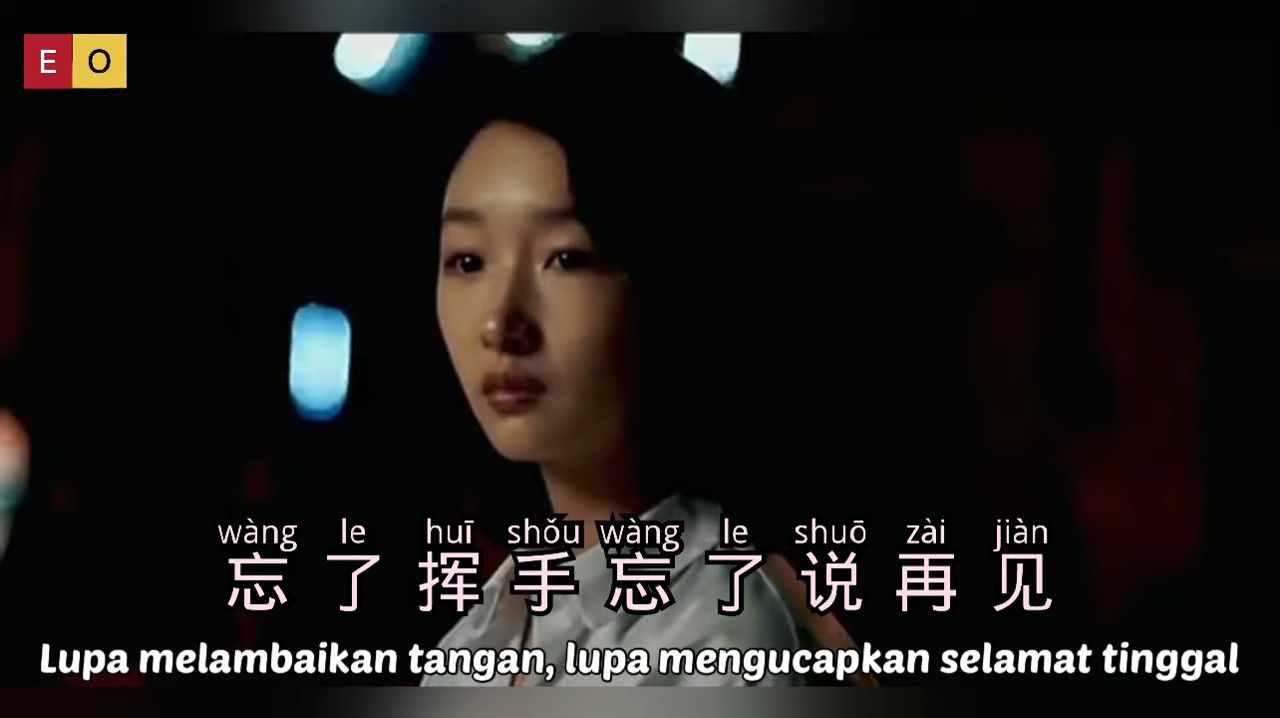 E O
wàng le huī shǒu wàng le shuō zài jiàn
忘了挥手忘了说再见
Lupa melambaikan tangan, lupa mengucapkan selamat tinggal